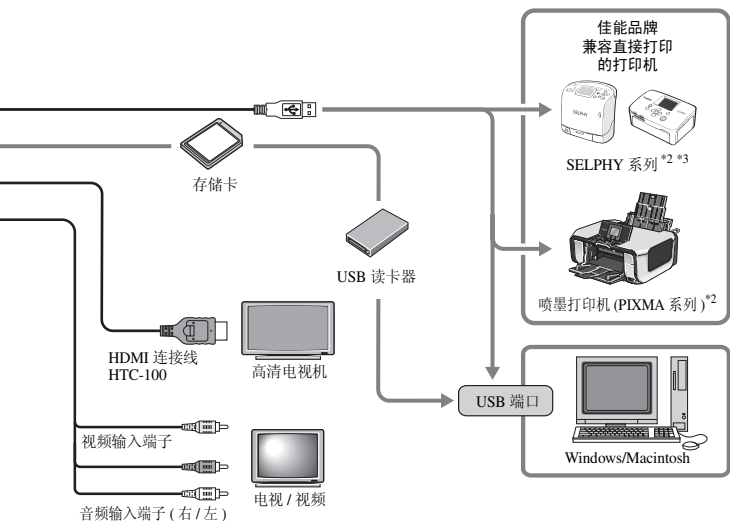 佳能品牌
兼容直接打印
的打印机
SELPHY
SELPHY 系列 *2 *3
存储卡
USB 读卡器
喷墨打印机 (PIXMA 系列 )*2
HDMI 连接线
HTC-100
高清电视机
USB 端口
视频输入端子
Windows/Macintosh
电视 / 视频
音频输入端子 ( 右 / 左 )